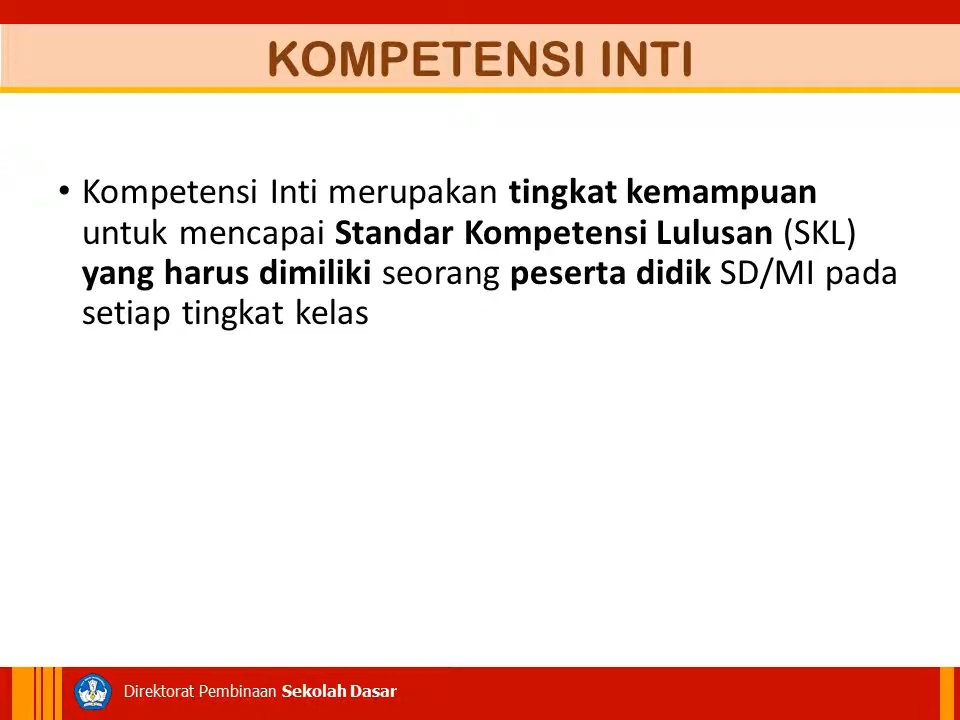 KOMPETENSI INTI
• Kompetensi Inti merupakan tingkat kemampuan
untuk mencapai Standar Kompetensi Lulusan (SKL)
yang harus dimiliki seorang peserta didik SD/MI pada
setiap tingkat kelas
Direktorat Pembinaan Sekolah Dasar